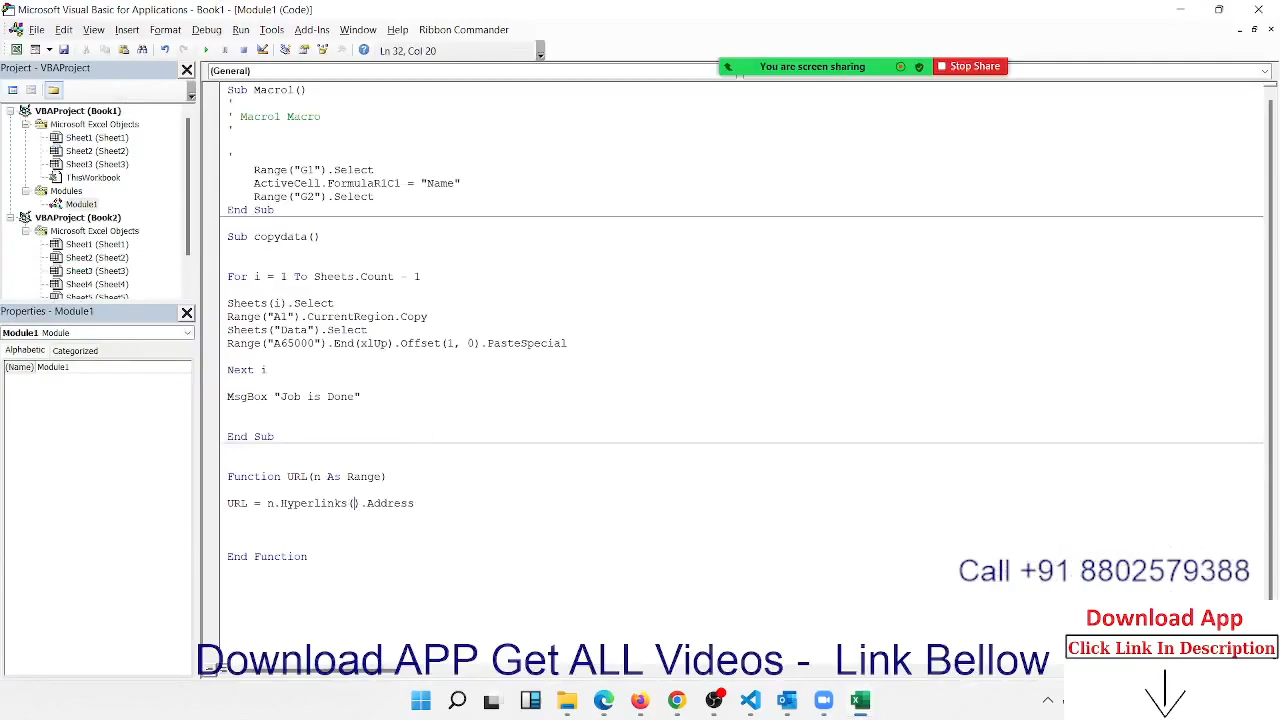 Microsoft Visual Basic for Applications - Book1 - [Module1 (Code)]
File Edit View Insert Format Debug Run Tools Add-Ins Window Help Ribbon Commander
Ln 32, Col 20
Project - VBAProject
(General)
You are screen sharing
Stop Share
VBAProject (Book1)
Microsoft Excel Objects
Sheet1 (Sheet1)
Sheet2 (Sheet2)
Sheet3 (Sheet3)
ThisWorkbook
Modules
Module1
VBAProject (Book2)
Microsoft Excel Objects
Sheet1 (Sheet1)
Sheet2 (Sheet2)
Sheet3 (Sheet3)
Sheet4 (Sheet4)
Sheet5 (Sheet5)
Properties - Module1
Module1 Module
Alphabetic Categorized
(Name) Module1
Sub Macro1()
'
' Macro1 Macro
'
'
Range("G1").Select
ActiveCell.FormulaR1C1 = "Name"
Range("G2").Select
End Sub
Sub copydata()
For i = 1 To Sheets.Count - 1
Sheets(i).Select
Range("A1").CurrentRegion.Copy
Sheets("Data").Select
Range("A65000").End(xlUp).Offset(1, 0).PasteSpecial
Next i
MsgBox "Job is Done"
End Sub
Function URL(n As Range)
URL = n.Hyperlinks().Address
End Function
Call +91 8802579388
Download App
Click Link In Description
Download APP Get ALL Videos - Link Bellow